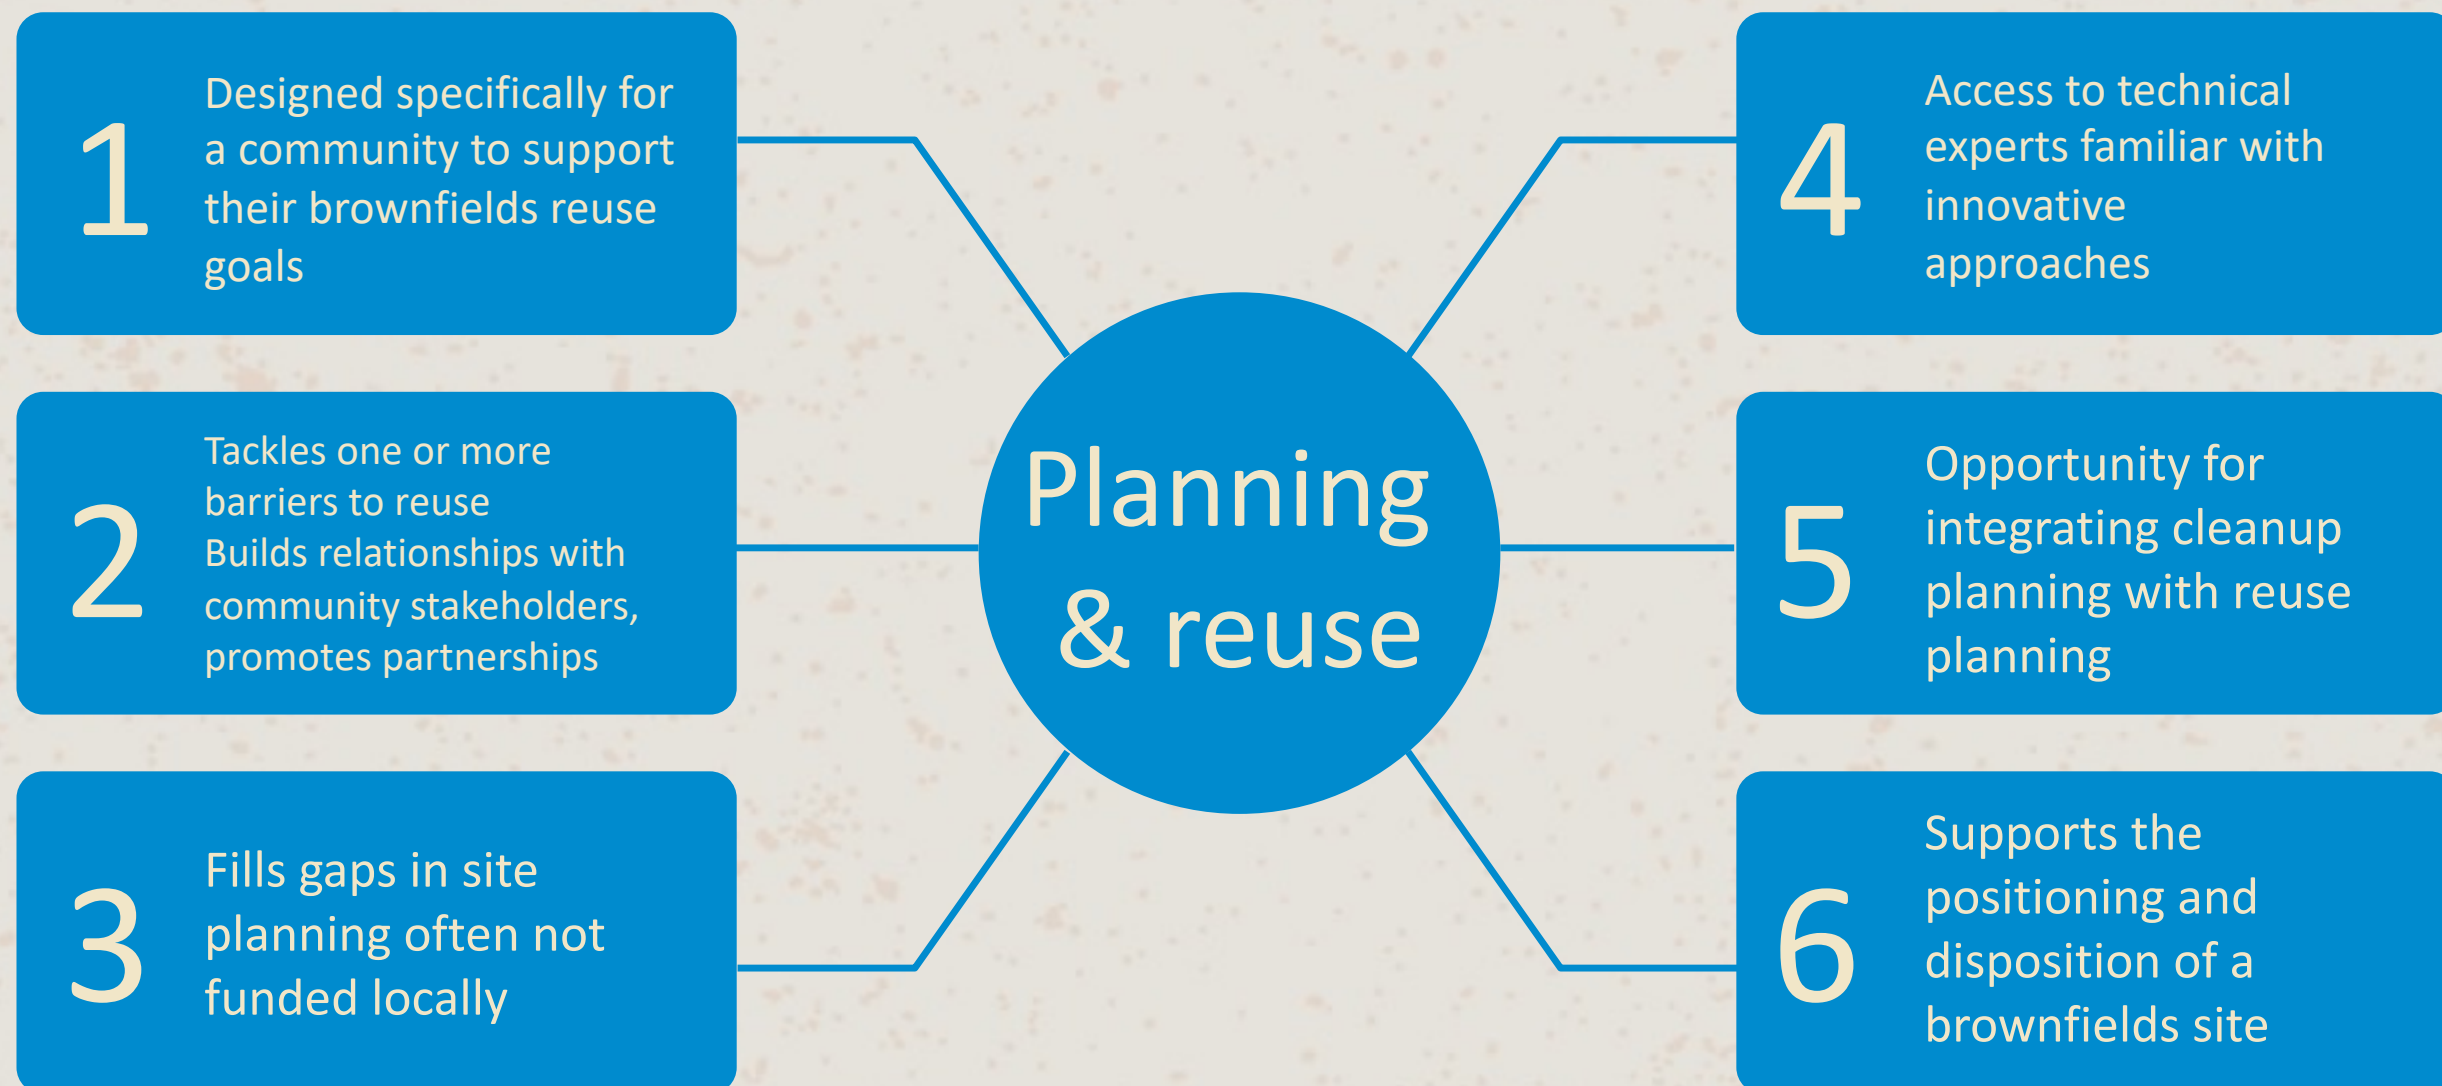 1
Designed specifically for
a community to support
their brownfields reuse
goals
2
Tackles one or more
barriers to reuse
Builds relationships with
community stakeholders,
promotes partnerships
3
Fills gaps in site
planning often not
funded locally
Planning
& reuse
4
Access to technical
experts familiar with
innovative
approaches
5
Opportunity for
integrating cleanup
planning with reuse
planning
6
Supports the
positioning and
disposition of a
brownfields site